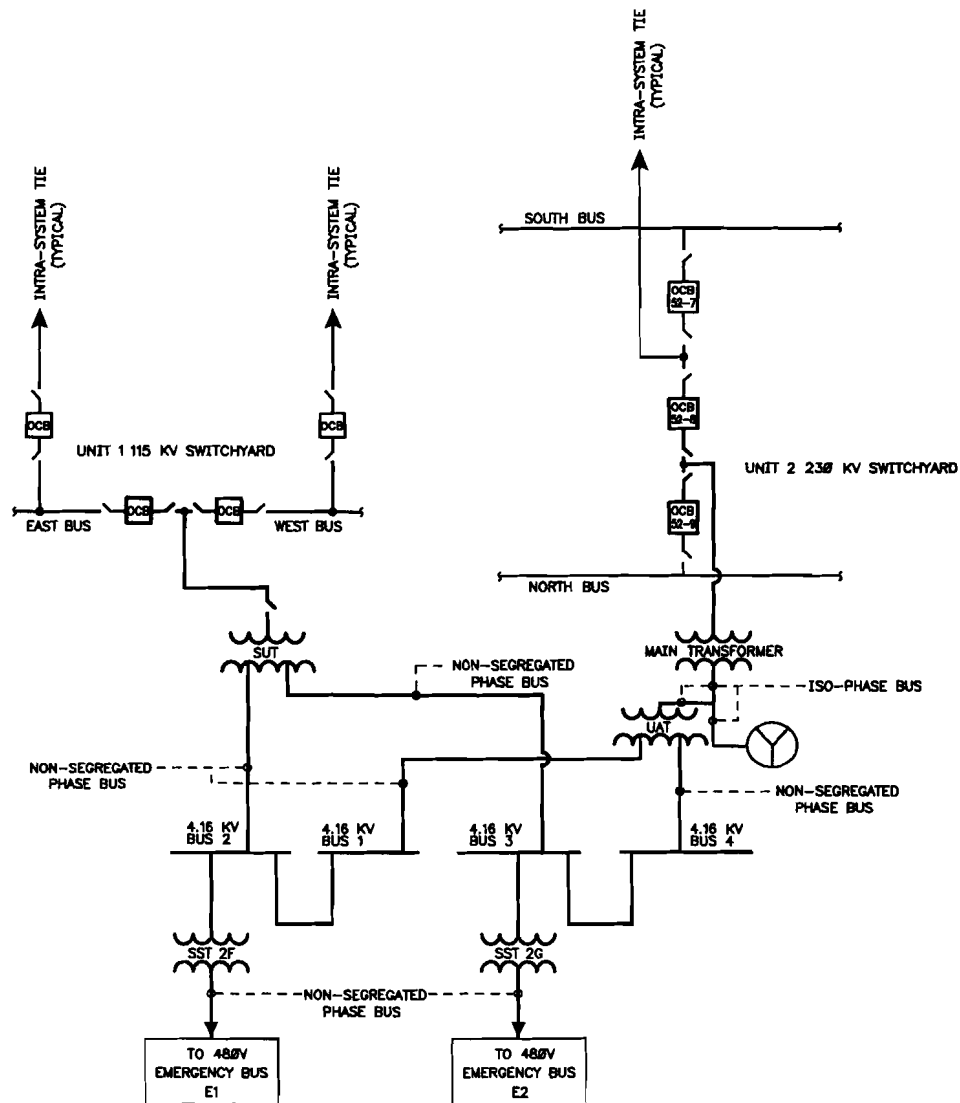 INTRA-SYSTEM TIE
(TYPICAL)
INTRA-SYSTEM TIE
(TYPICAL)
INTRA-SYSTEM TIE
(TYPICAL)
SOUTH BUS
OCB
52-7
OCB
52-8
OCB
52-9
UNIT 2 230 KV SWITCHYARD
NORTH BUS
OCB
OCB
UNIT 1 115 KV SWITCHYARD
OCB
OCB
EAST BUS
WEST BUS
SUT
MAIN TRANSFORMER
NON-SEGREGATED
PHASE BUS
ISO-PHASE BUS
UAT
NON-SEGREGATED
PHASE BUS
NON-SEGREGATED
PHASE BUS
4.16 KV
BUS 2
4.16 KV
BUS 1
4.16 KV
BUS 3
4.16 KV
BUS 4
SST 2F
SST 2G
NON-SEGREGATED
PHASE BUS
TO 480V
EMERGENCY BUS
E1
TO 480V
EMERGENCY BUS
E2